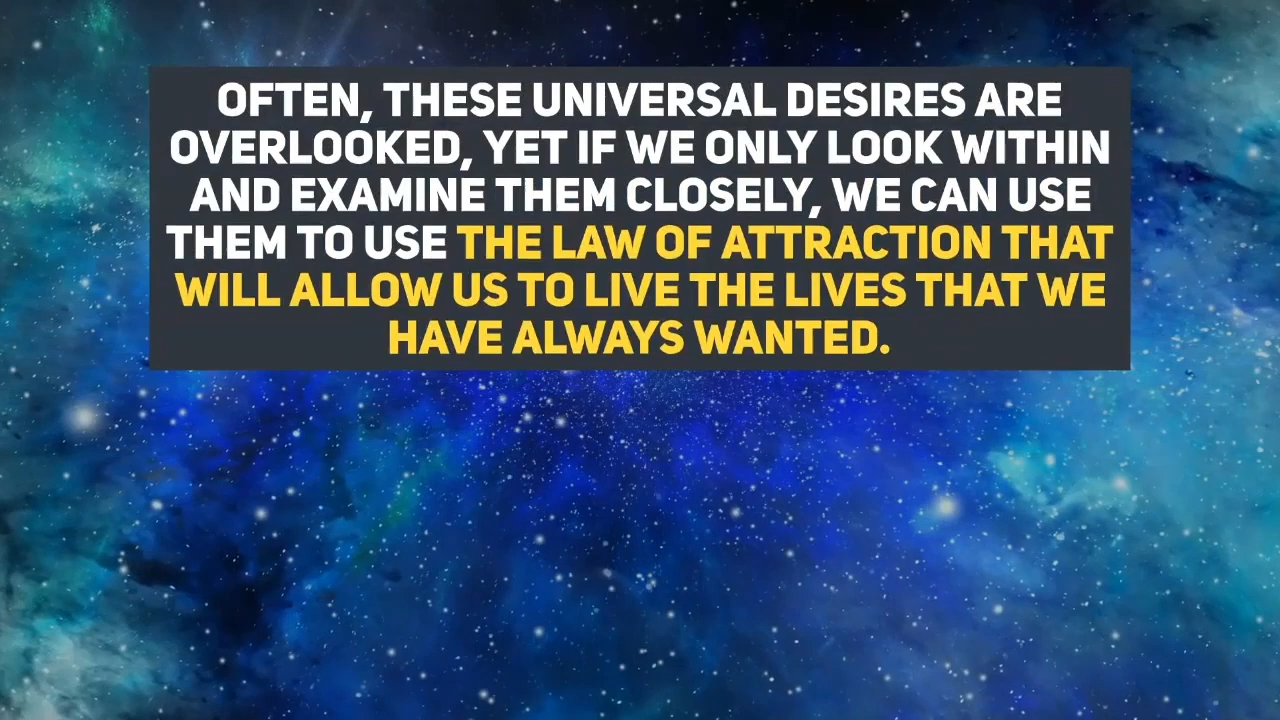 OFTEN, THESE UNIVERSAL DESIRES ARE
OVERLOOKED, YET IF WE ONLY LOOK WITHIN
AND EXAMINE THEM CLOSELY, WE CAN USE
THEM TO USE THE LAW OF ATTRACTION THAT
WILL ALLOW US TO LIVE THE LIVES THAT WE
HAVE ALWAYS WANTED.